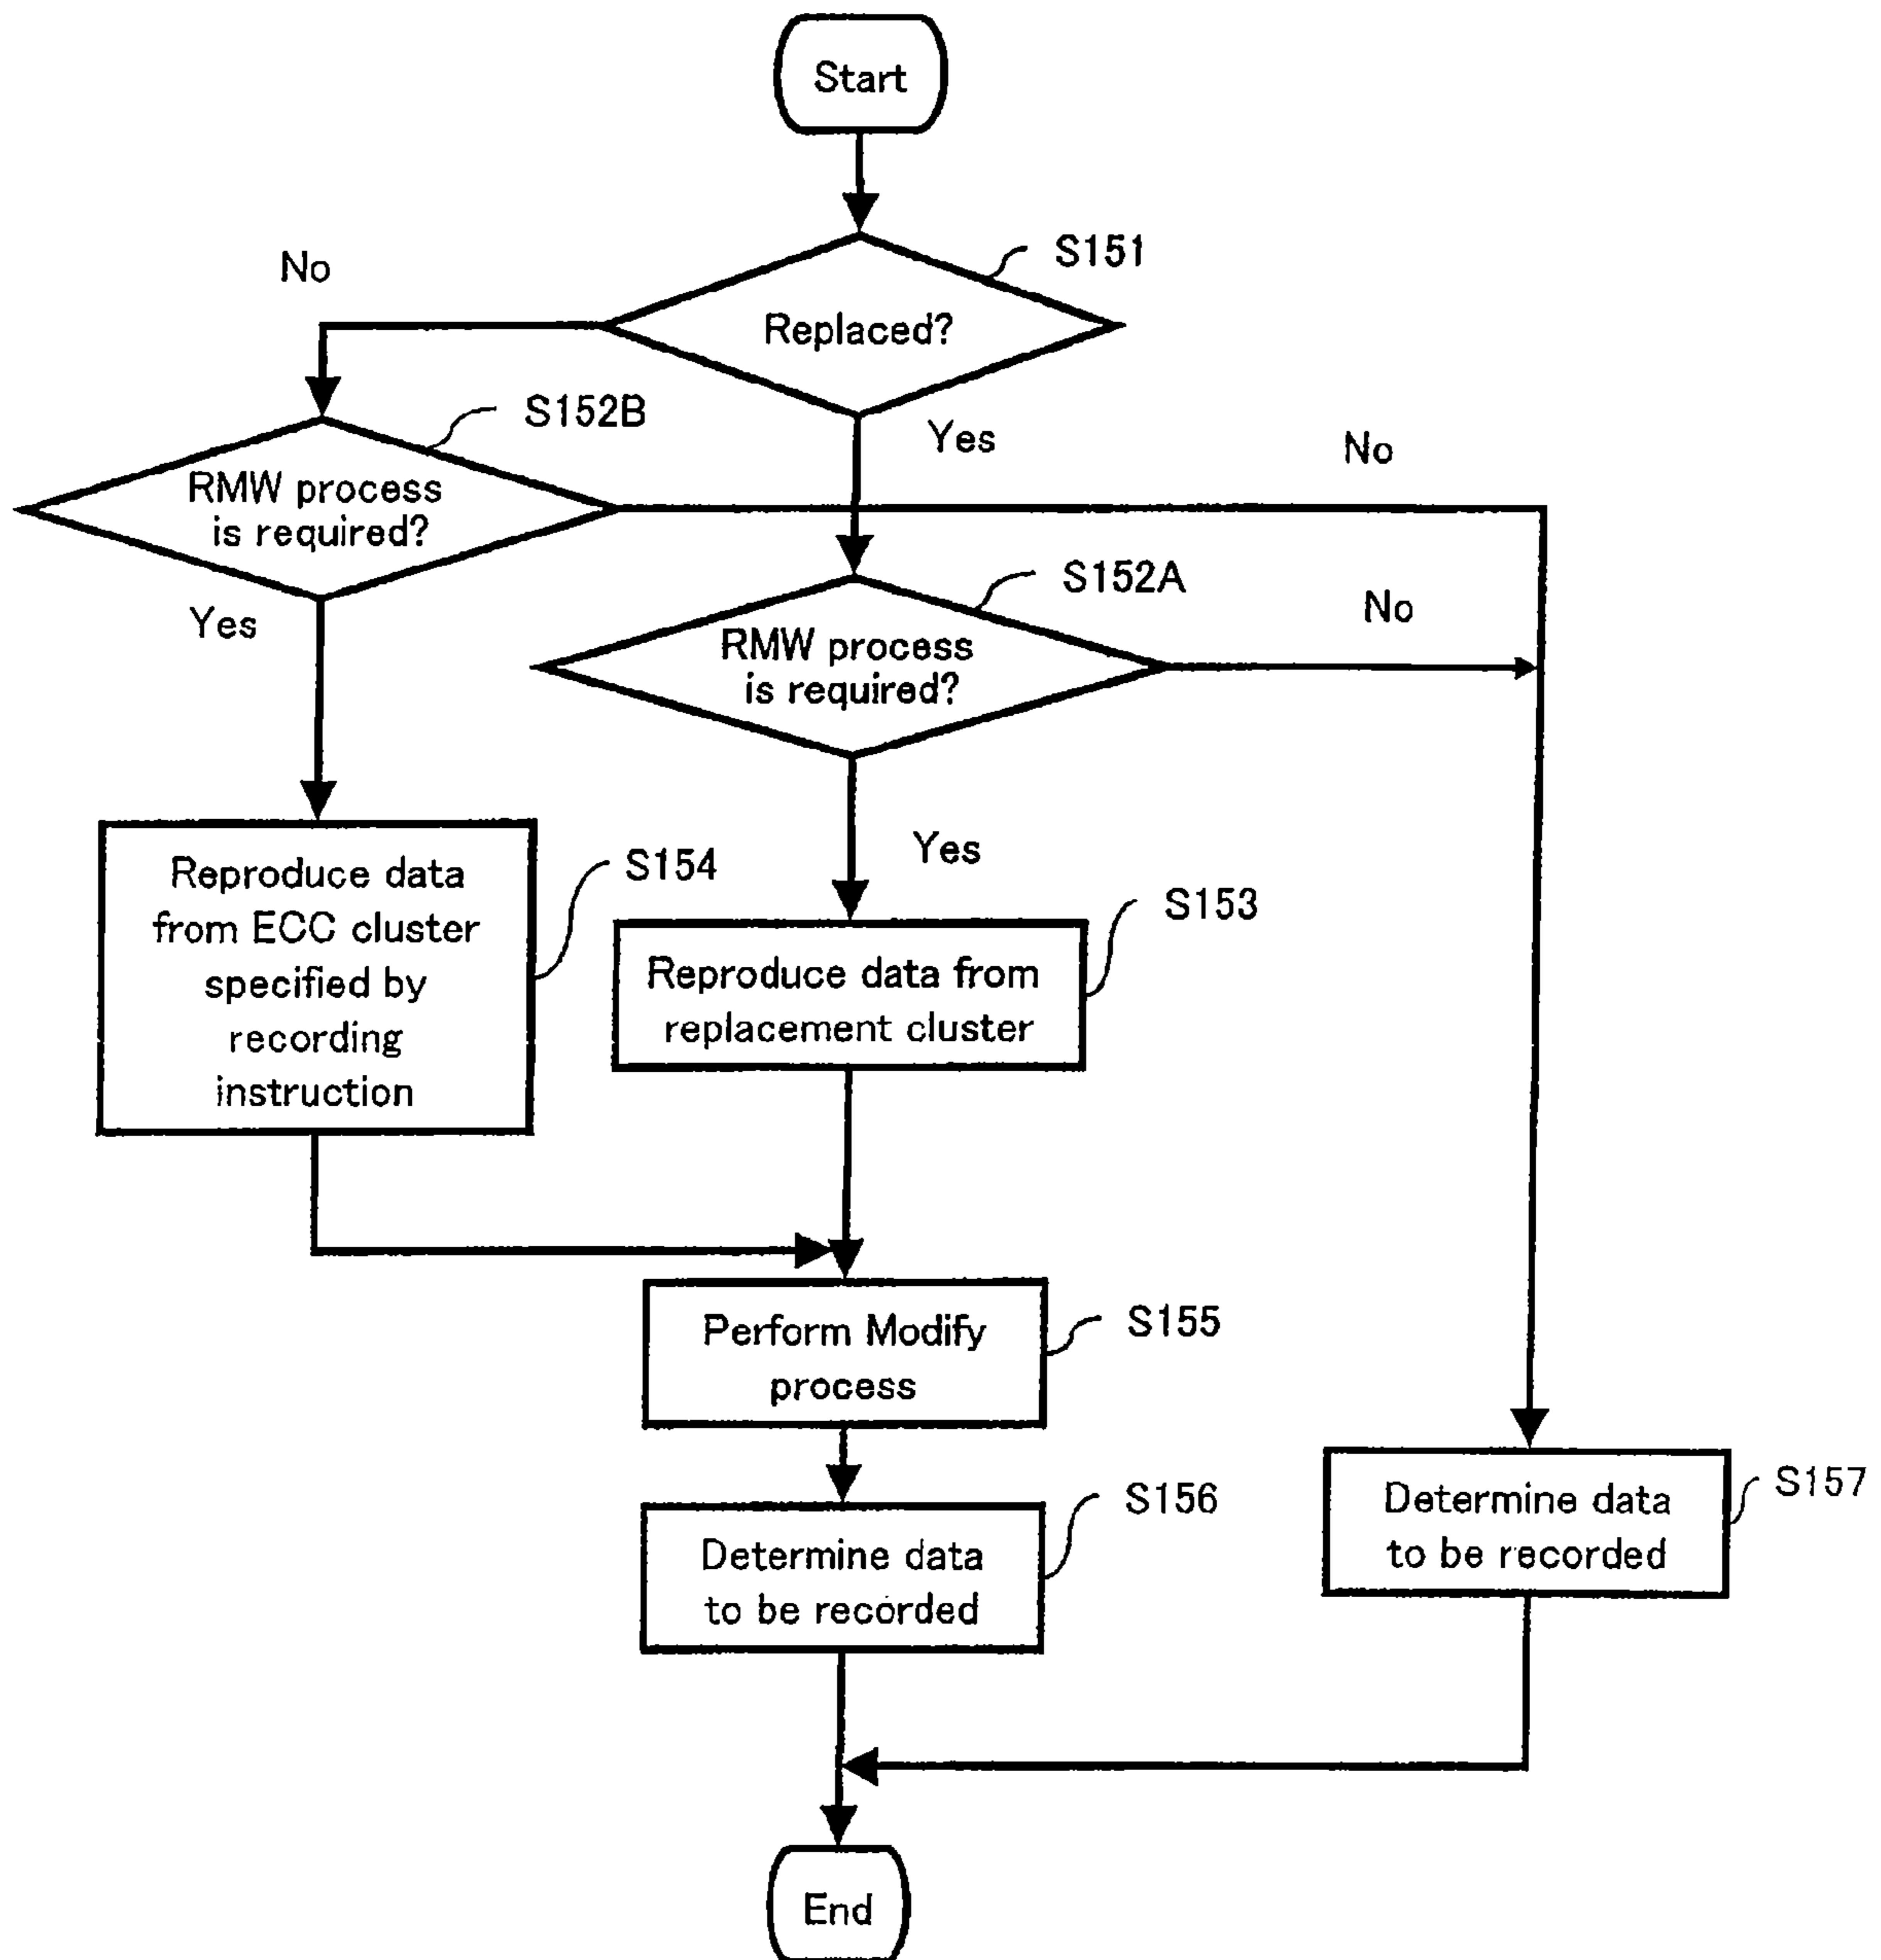 Start
S151
No
Replaced?
S152B
Yes
No
RMW process
is required?
S152A
No
Yes
RMW process
is required?
Yes
S154
Reproduce data
from ECC cluster
specified by
recording
instruction
S153
Reproduce data from
replacement cluster
S155
Perform Modify
process
S156
S157
Determine data
to be recorded
Determine data
to be recorded
End